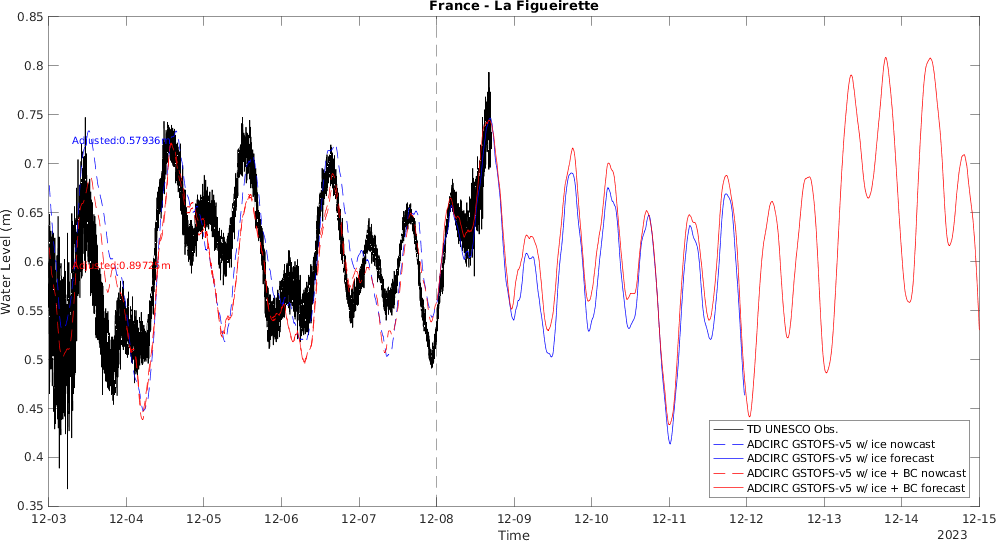 France - La Figueirette
0.85
0.8
0.75
0.7
0.65
0.6
0.55
0.5
0.45
0.4
0.35
Water Level (m)
Adjusted:0.57936m
Adjusted:0.89725m
TD UNESCO Obs.
ADCIRC GSTOFS-v5 w/ ice nowcast
ADCIRC GSTOFS-v5 w/ ice forecast
ADCIRC GSTOFS-v5 w/ ice + BC nowcast
ADCIRC GSTOFS-v5 w/ ice + BC forecast
12-03 12-04 12-05 12-06 12-07 12-08 12-09 12-10 12-11 12-12 12-13 12-14 12-15
Time
2023